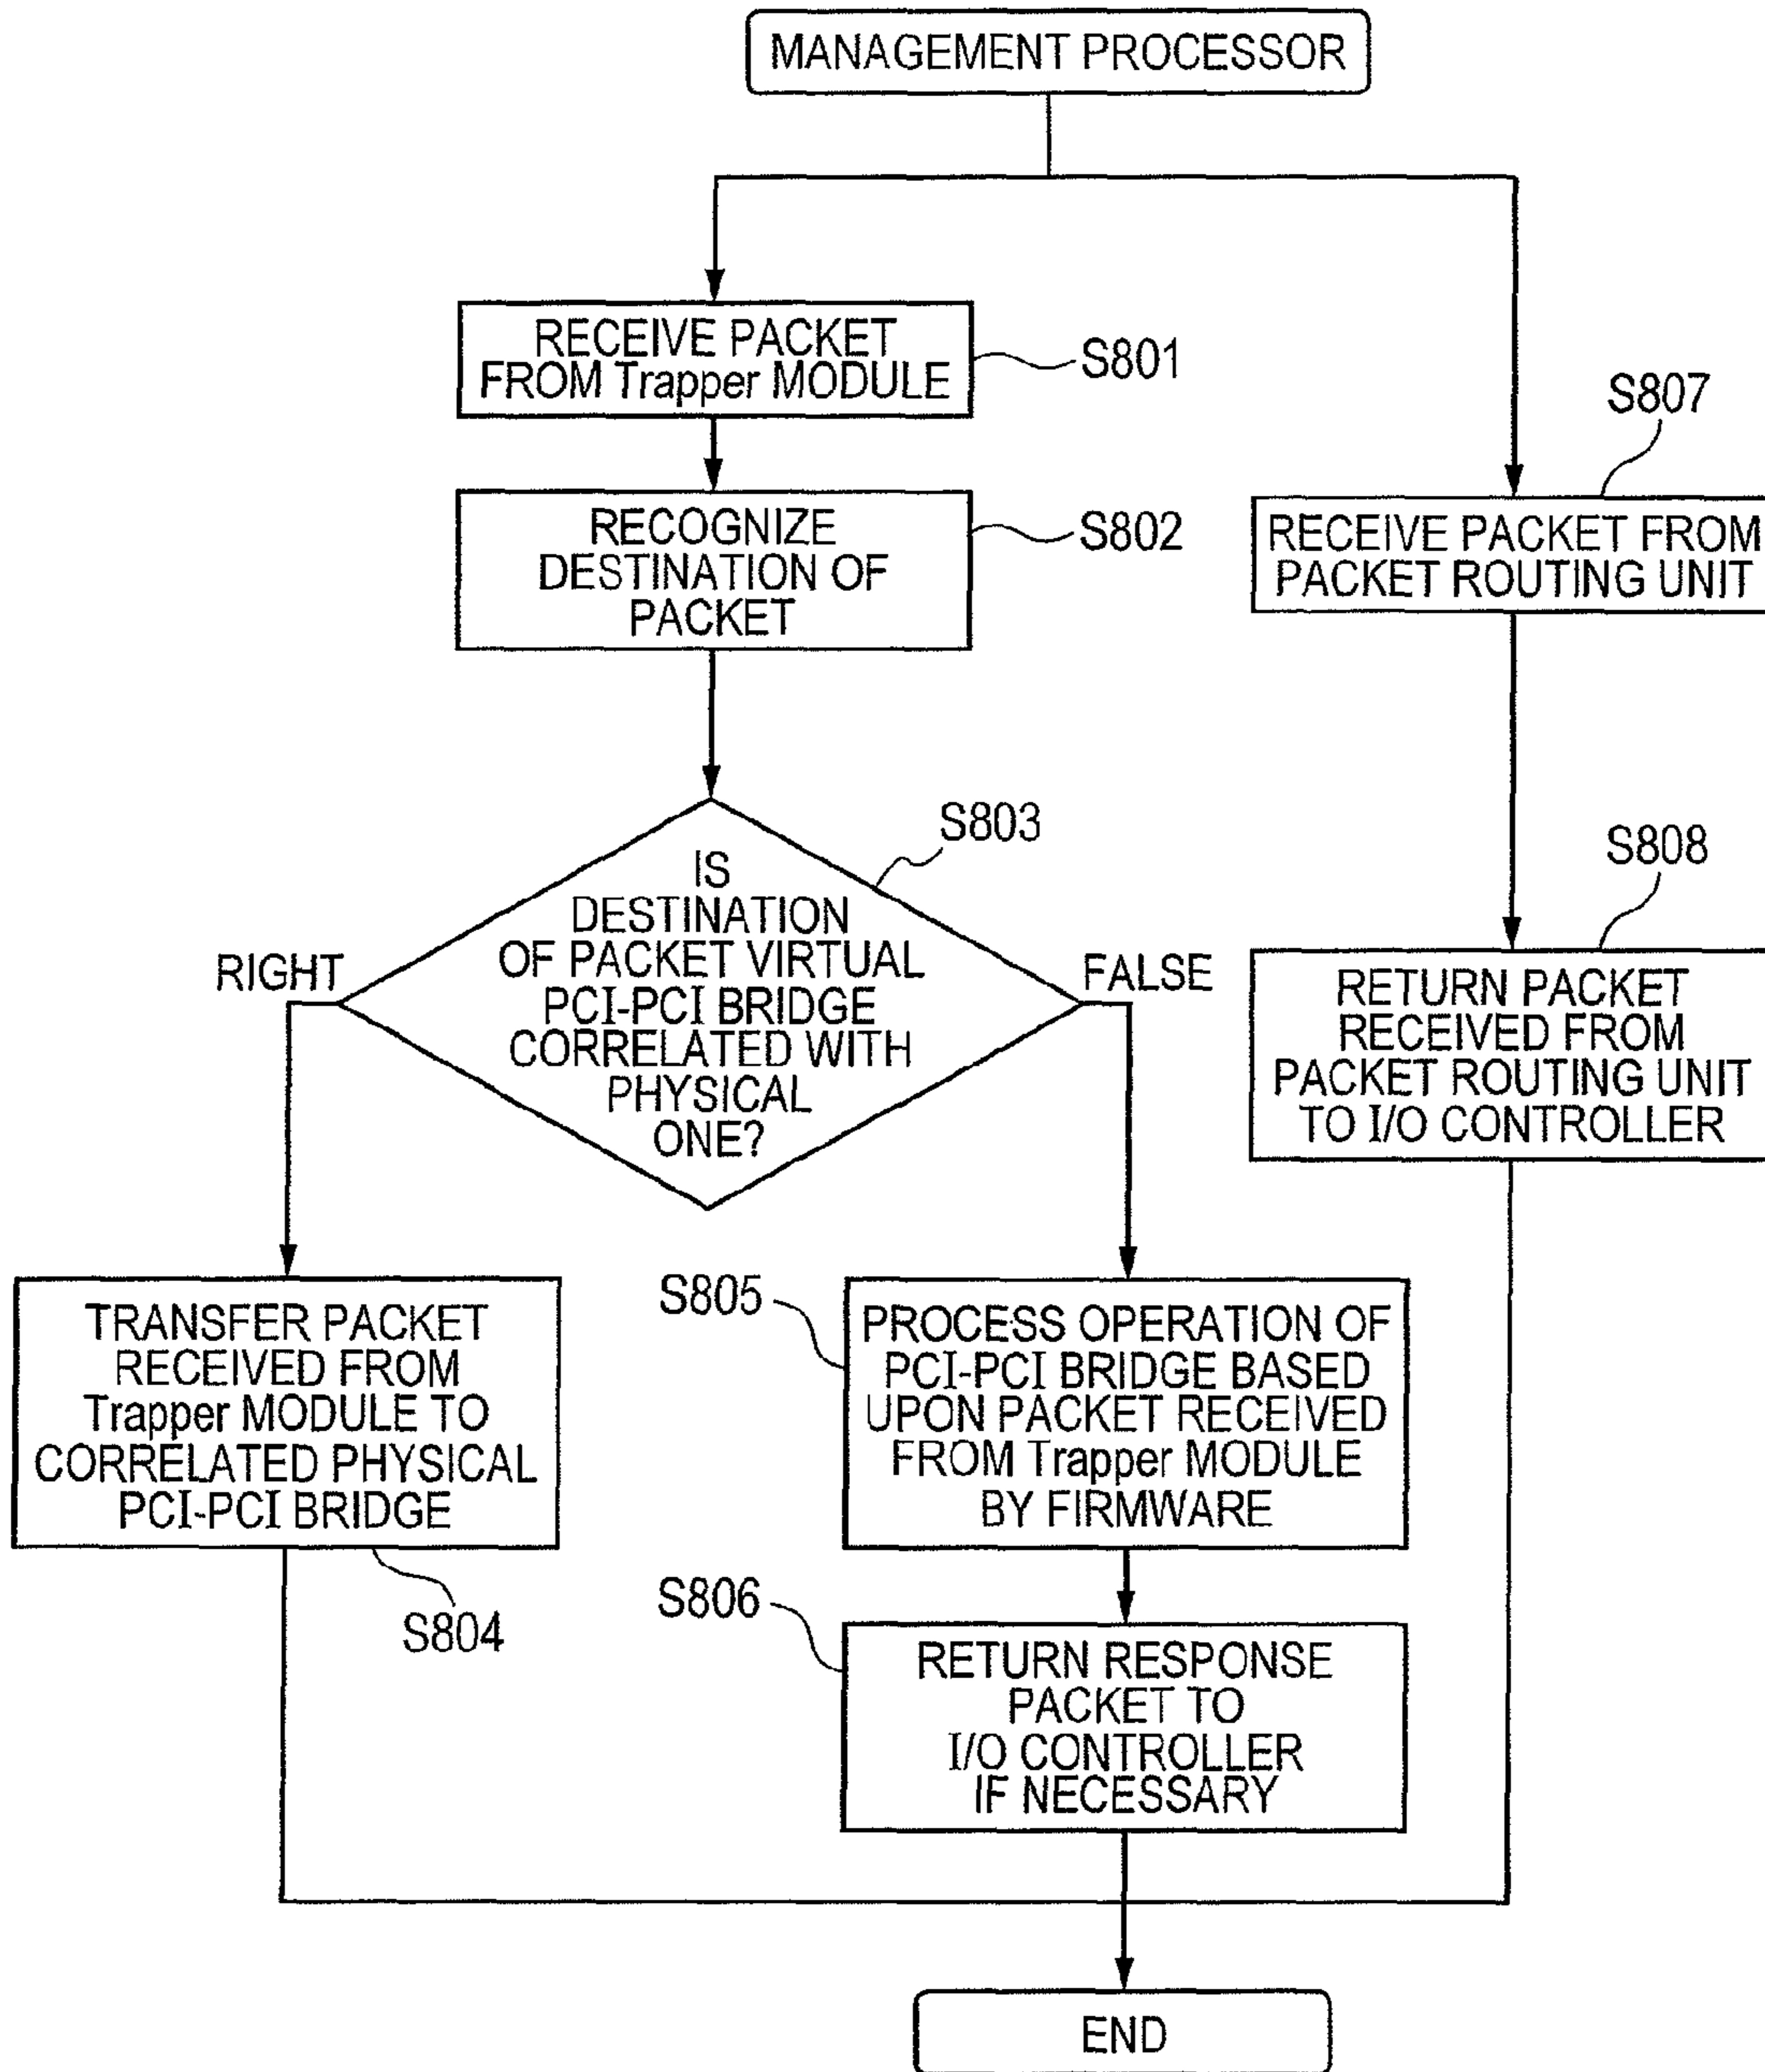 MANAGEMENT PROCESSOR
RECEIVE PACKET
FROM Trapper MODULE
S801
RECOGNIZE
DESTINATION OF
PACKET
S802
IS
DESTINATION
OF PACKET VIRTUAL
PCI-PCI BRIDGE
CORRELATED WITH
PHYSICAL
ONE?
S803
RIGHT
FALSE
TRANSFER PACKET
RECEIVED FROM
Trapper MODULE TO
CORRELATED PHYSICAL
PCI-PCI BRIDGE
S804
S805
PROCESS OPERATION OF
PCI-PCI BRIDGE BASED
UPON PACKET RECEIVED
FROM Trapper MODULE
BY FIRMWARE
S806
RETURN RESPONSE
PACKET TO
I/O CONTROLLER
IF NECESSARY
S807
RECEIVE PACKET FROM
PACKET ROUTING UNIT
S808
RETURN PACKET
RECEIVED FROM
PACKET ROUTING UNIT
TO I/O CONTROLLER
END